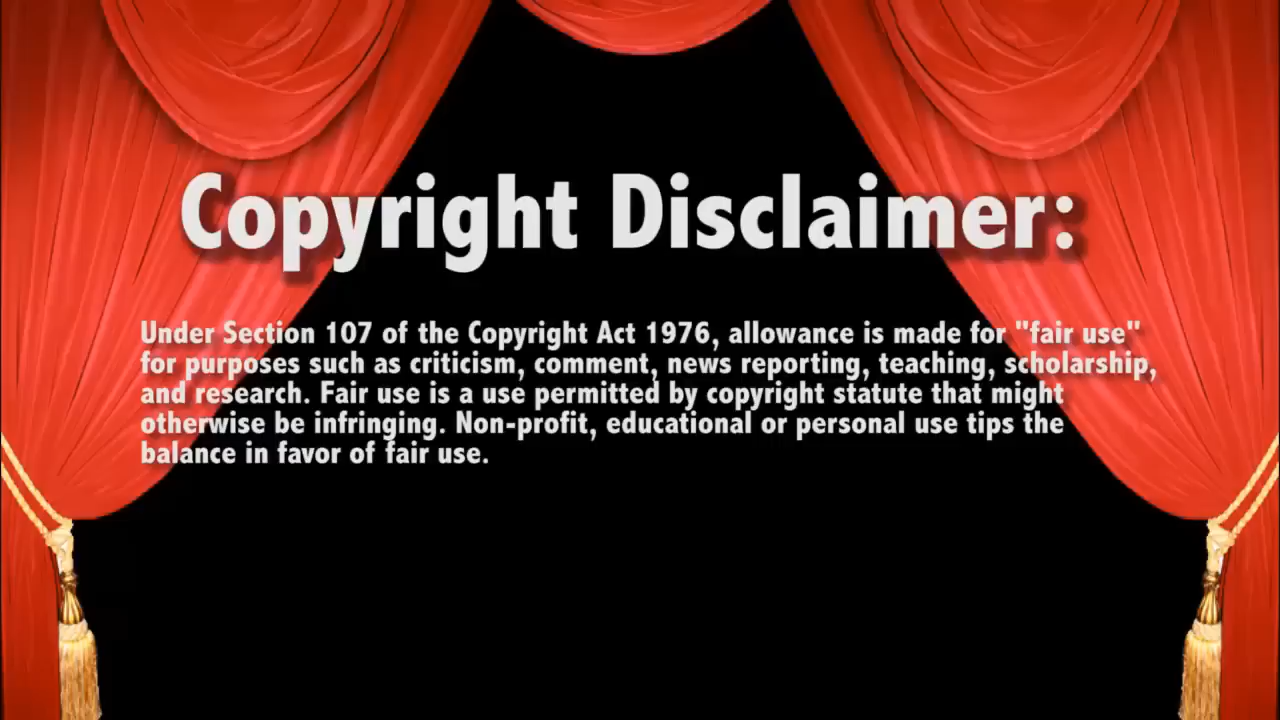 Copyright Disclaimer:
Under Section 107 of the Copyright Act 1976, allowance is made for "fair use"
for purposes such as criticism, comment, news reporting, teaching, scholarship,
and research. Fair use is a use permitted by copyright statute that might
otherwise be infringing. Non-profit, educational or personal use tips the
balance in favor of fair use.